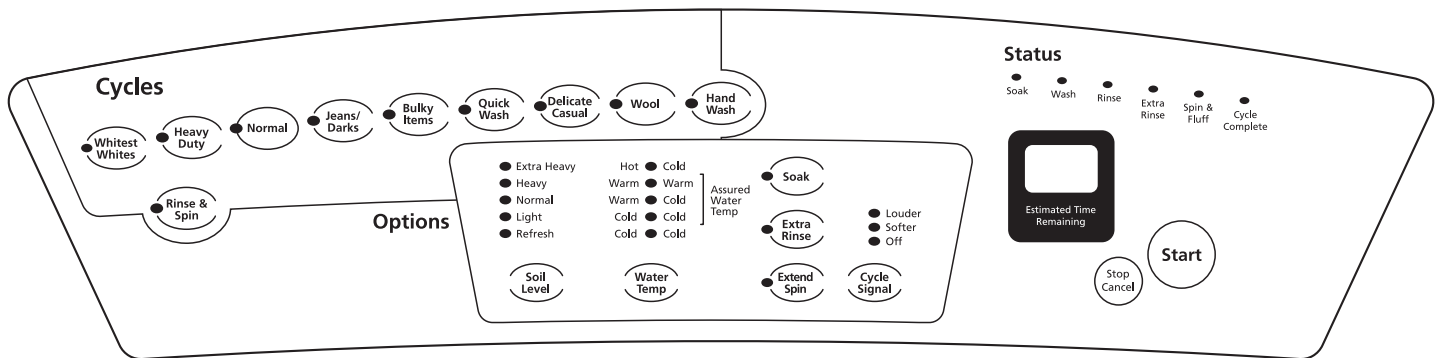 Cycles
Whitest
Whites
Heavy
Duty
Normal
Jeans/
Darks
Bulky
Items
Quick
Wash
Delicate
Casual
Wool
Hand
Wash
Rinse &
Spin
Options
Extra Heavy
Heavy
Normal
Light
Refresh
Soil
Level
Hot Cold
Warm Warm
Warm Cold
Cold Cold
Cold Cold
Assured
Water
Temp
Water
Temp
Soak
Extra
Rinse
Extend
Spin
Louder
Softer
Off
Cycle
Signal
Status
Soak
Wash
Rinse
Extra
Rinse
Spin &
Fluff
Cycle
Complete
Estimated Time
Remaining
Stop
Cancel
Start